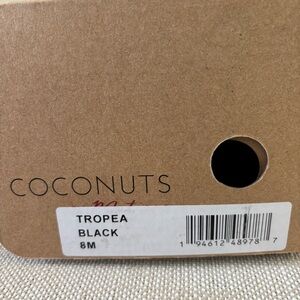 COCONUTS
TROPEA
BLACK
8M
1 94612 48978 7